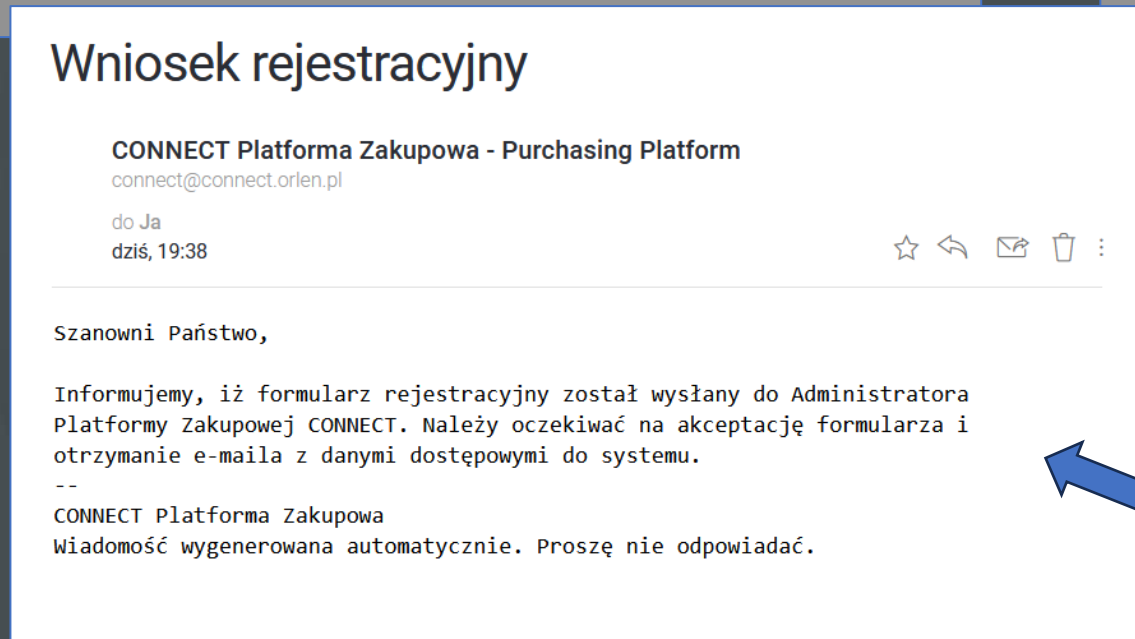 Wniosek rejestracyjny
CONNECT Platforma Zakupowa - Purchasing Platform
connect@connect.orlen.pl
do Ja
dziś, 19:38
Szanowni Państwo,
Informujemy, iż formularz rejestracyjny został wysłany do Administratora
Platformy Zakupowej CONNECT. Należy oczekiwać na akceptację formularza i
otrzymanie e-maila z danymi dostępowymi do systemu.
--
CONNECT Platforma Zakupowa
Wiadomość wygenerowana automatycznie. Proszę nie odpowiadać.